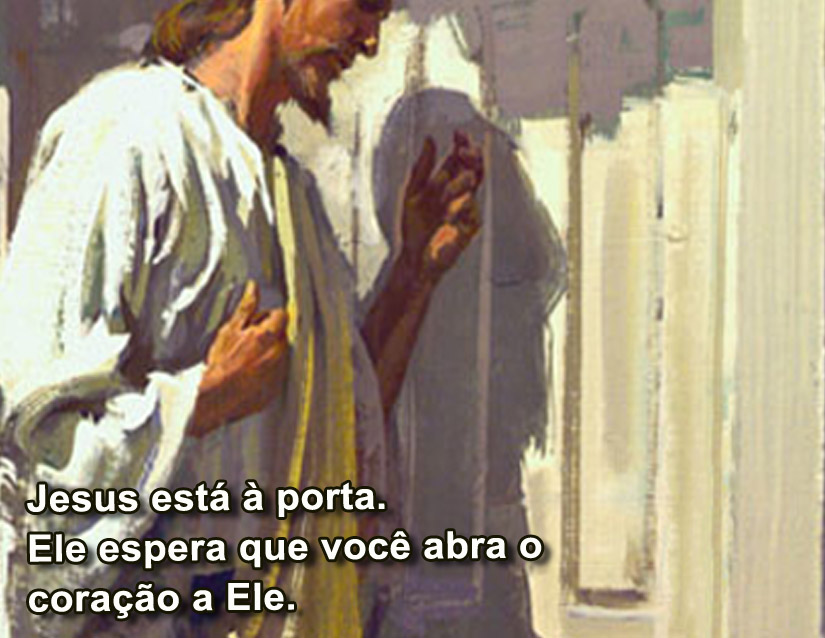 Jesus está à porta.
Ele espera que você abra o
coração a Ele.